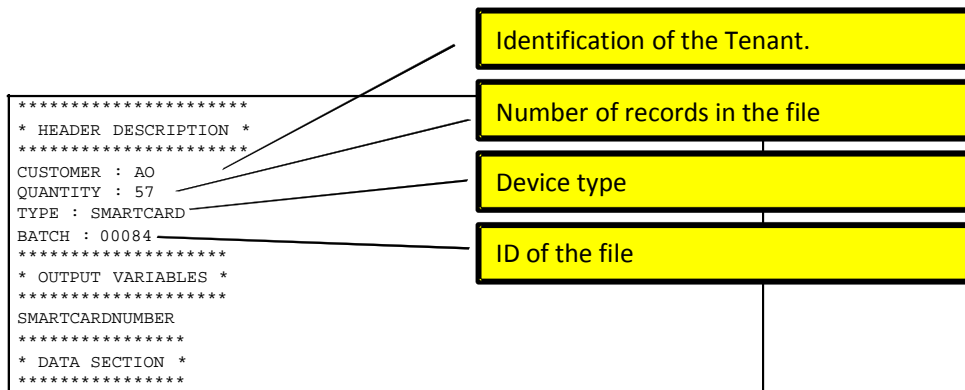 Identification of the Tenant.
Number of records in the file
Device type
ID of the file
**********************
* HEADER DESCRIPTION *
**********************
CUSTOMER : AO
QUANTITY : 57
TYPE : SMARTCARD
BATCH : 00084
********************
* OUTPUT VARIABLES *
********************
SMARTCARDNUMBER
****************
* DATA SECTION *
****************